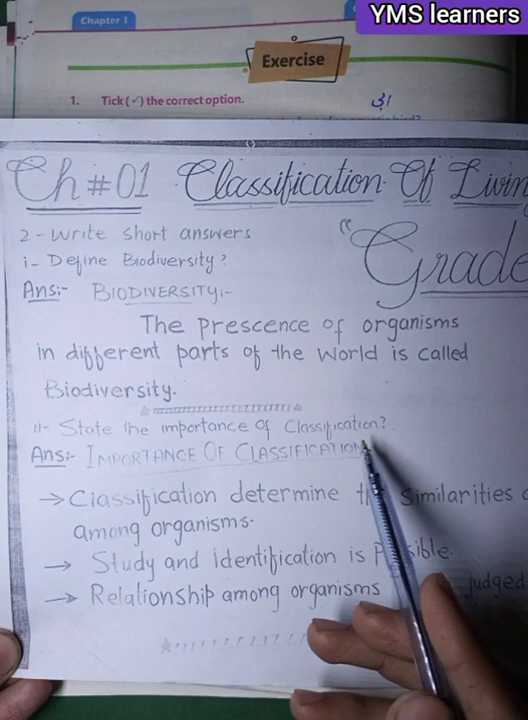 YMS learners
Chapter 1
Exercise
1. Tick (✓) the correct option.
Ch # 01 Classification Of Livin
2 - Write short answers
"Grade
i - Define Biodiversity?
Ans:- BIODIVERSITY:-
The Prescence of organisms
in different parts of the world is called
Biodiversity.
ii - State the importance of Classification?
Ans:- IMPORTANCE OF CLASSIFICATION
→ Classification determine the Similarities
among organisms.
→ Study and identification is
→ Relationship among organisms judged